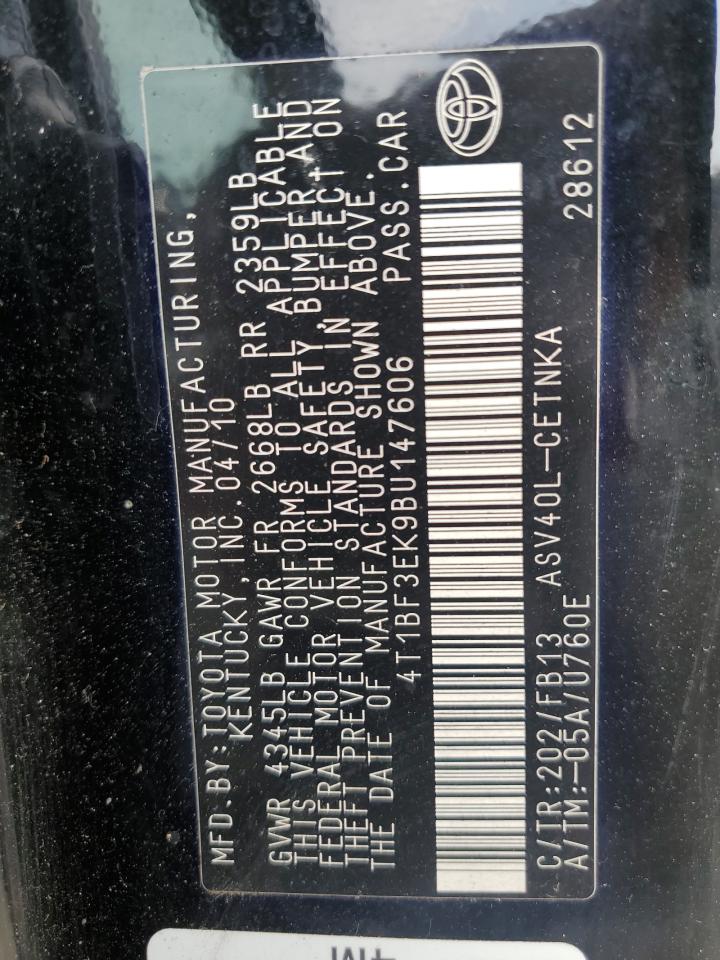 MFD.BY:TOYOTA MOTOR MANUFACTURING,
KENTUCKY,INC.04/10
GVWR 4345LB GAWR FR 2668LB RR 2359LB
THIS VEHICLE CONFORMS TO ALL APPLICABLE
FEDERAL MOTOR VEHICLE SAFETY, BUMPER,AND
THEFT PREVENTION STANDARDS IN EFFECT ON
THE DATE OF MANUFACTURE SHOWN ABOVE.
4T1BF3EK9BU147606 PASS.CAR
C/TR:202/FB13 ASV40L-CETNKA
A/TM:-05A/U760E 28612